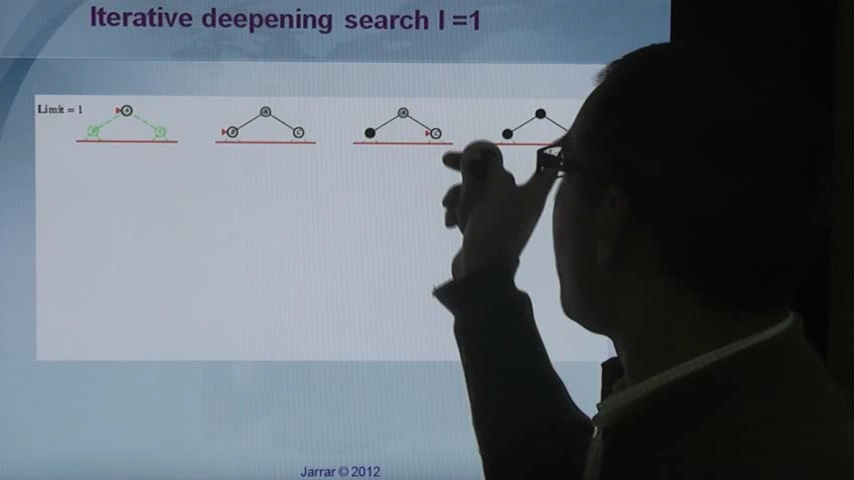 Iterative deepening search l =1
Limit = 1
A
C
C
Jarrar © 2012